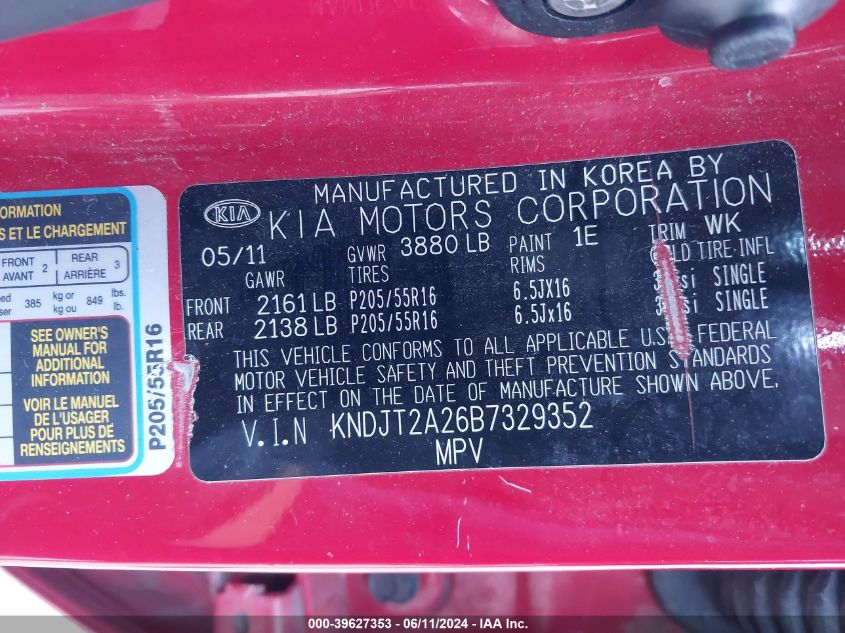 MANUFACTURED IN KOREA BY
KIA KIA MOTORS CORPORATION
05/11 GVWR 3880 LB PAINT 1E TRIM WK
GAWR TIRES RIMS TIRE INFL
FRONT 2161 LB P205/55R16 6.5JX16 SINGLE
REAR 2138 LB P205/55R16 6.5Jx16 SINGLE
THIS VEHICLE CONFORMS TO ALL APPLICABLE U.S. FEDERAL
MOTOR VEHICLE SAFETY AND THEFT PREVENTION STANDARDS
IN EFFECT ON THE DATE OF MANUFACTURE SHOWN ABOVE.
V.I.N KNDJT2A26B7329352
MPV
ORMATION
S ET LE CHARGEMENT
FRONT AVANT 2 REAR ARRIÈRE 3
385 kg or kg ou 849 lbs. lb.
SEE OWNER'S
MANUAL FOR
ADDITIONAL
INFORMATION
VOIR LE MANUEL
DE L'USAGER
POUR PLUS DE
RENSEIGNEMENTS
P205/55R16
000-39627353 - 06/11/2024 - COPYRIGHT IAA, LLC.